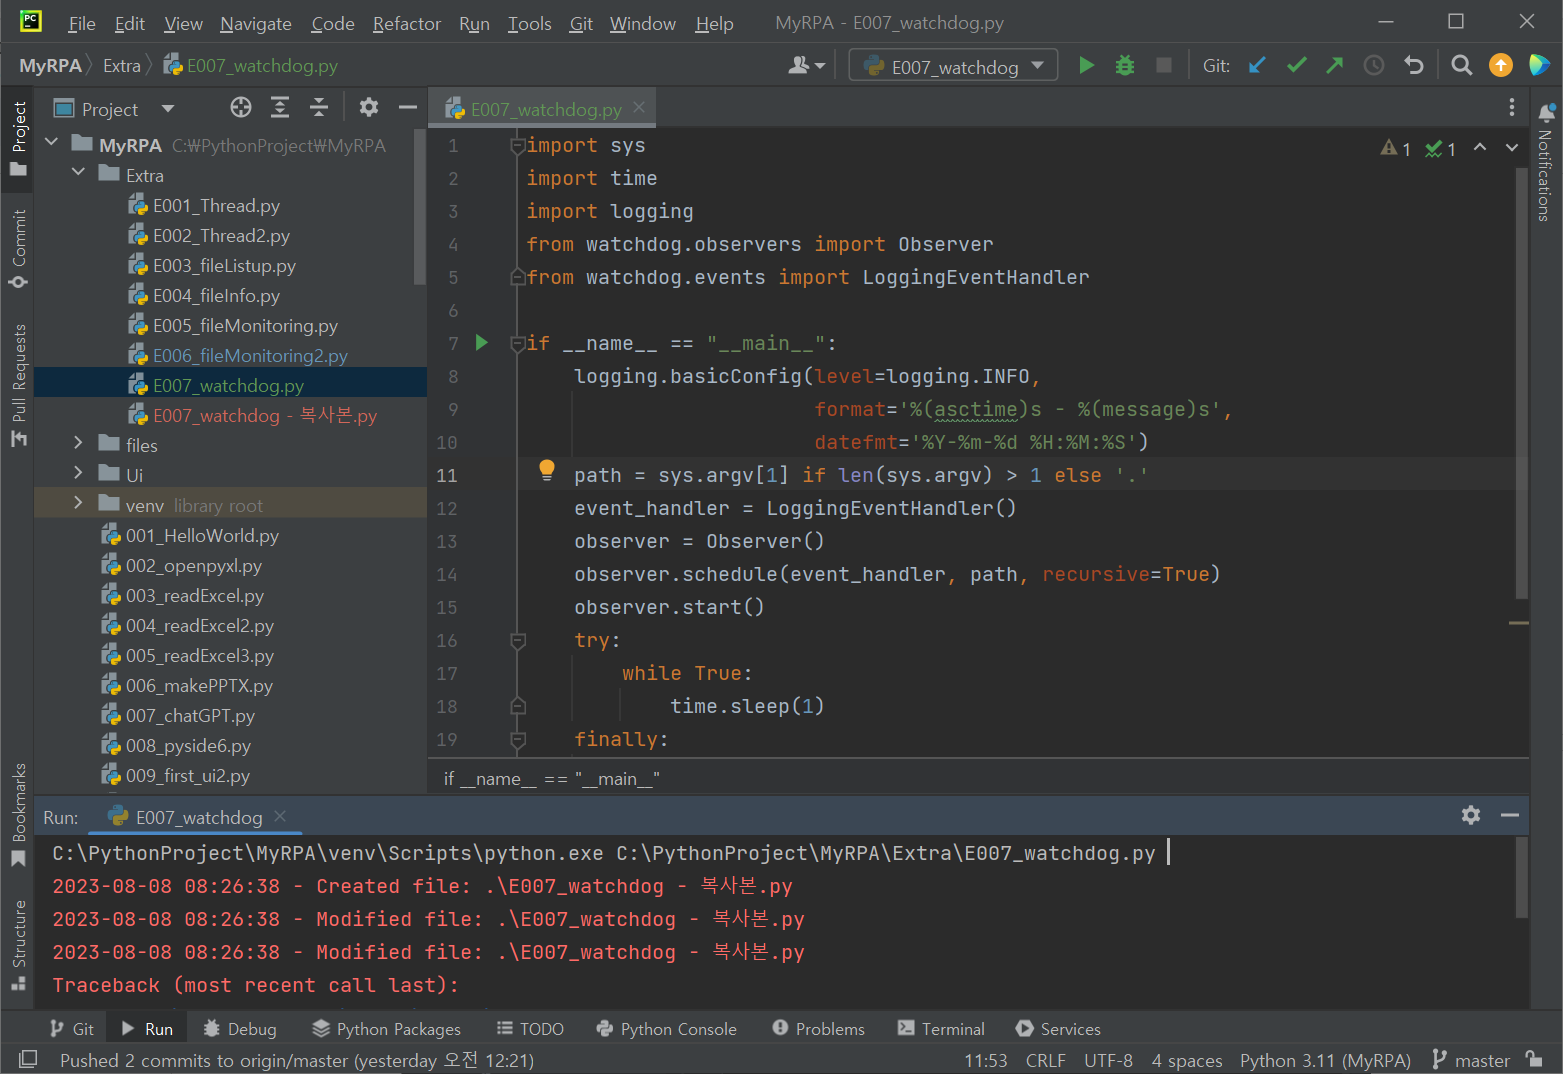 File Edit View Navigate Code Refactor Run Tools Git Window Help MyRPA - E007_watchdog.py
MyRPA Extra E007_watchdog.py E007_watchdog Git:
Project
Commit
Pull Requests
Bookmarks
Structure
Project
MyRPA C:₩PythonProject₩MyRPA
Extra
E001_Thread.py
E002_Thread2.py
E003_fileListup.py
E004_fileInfo.py
E005_fileMonitoring.py
E006_fileMonitoring2.py
E007_watchdog.py
E007_watchdog - 복사본.py
files
Ui
venv library root
001_HelloWorld.py
002_openpyxl.py
003_readExcel.py
004_readExcel2.py
005_readExcel3.py
006_makePPTX.py
007_chatGPT.py
008_pyside6.py
009_first_ui2.py
E007_watchdog.py
1 1
Notifications
1 import sys
2 import time
3 import logging
4 from watchdog.observers import Observer
5 from watchdog.events import LoggingEventHandler
6
7 if __name__ == "__main__":
8 logging.basicConfig(level=logging.INFO,
9 format='%(asctime)s - %(message)s',
10 datefmt='%Y-%m-%d %H:%M:%S')
11 path = sys.argv[1] if len(sys.argv) > 1 else '.'
12 event_handler = LoggingEventHandler()
13 observer = Observer()
14 observer.schedule(event_handler, path, recursive=True)
15 observer.start()
16 try:
17 while True:
18 time.sleep(1)
19 finally:
if __name__ == "__main__"
Run: E007_watchdog
C:\PythonProject\MyRPA\venv\Scripts\python.exe C:\PythonProject\MyRPA\Extra\E007_watchdog.py
2023-08-08 08:26:38 - Created file: .\E007_watchdog - 복사본.py
2023-08-08 08:26:38 - Modified file: .\E007_watchdog - 복사본.py
2023-08-08 08:26:38 - Modified file: .\E007_watchdog - 복사본.py
Traceback (most recent call last):
Git Run Debug Python Packages TODO Python Console Problems Terminal Services
Pushed 2 commits to origin/master (yesterday 오전 12:21) 11:53 CRLF UTF-8 4 spaces Python 3.11 (MyRPA) master